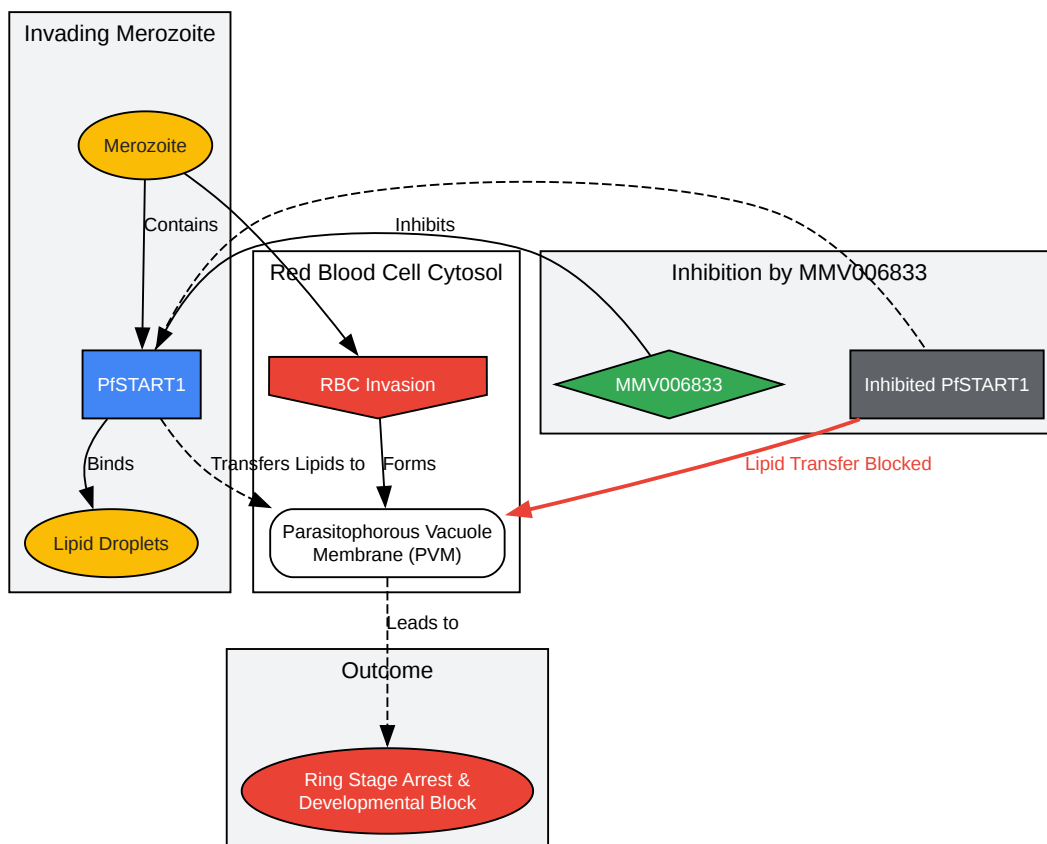 Invading Merozoite
Merozoite
Contains
Inhibits
Red Blood Cell Cytosol
Inhibition by MMV006833
PfSTART1
RBC Invasion
MMV006833
Inhibited PfSTART1
Binds
Transfers Lipids to
Forms
Lipid Transfer Blocked
Lipid Droplets
Parasitophorous Vacuole
Membrane (PVM)
Leads to
Outcome
Ring Stage Arrest &
Developmental Block